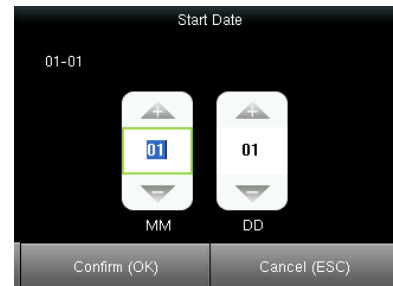 Start Date
01-01
01 01
MM DD
Confirm (OK) Cancel (ESC)